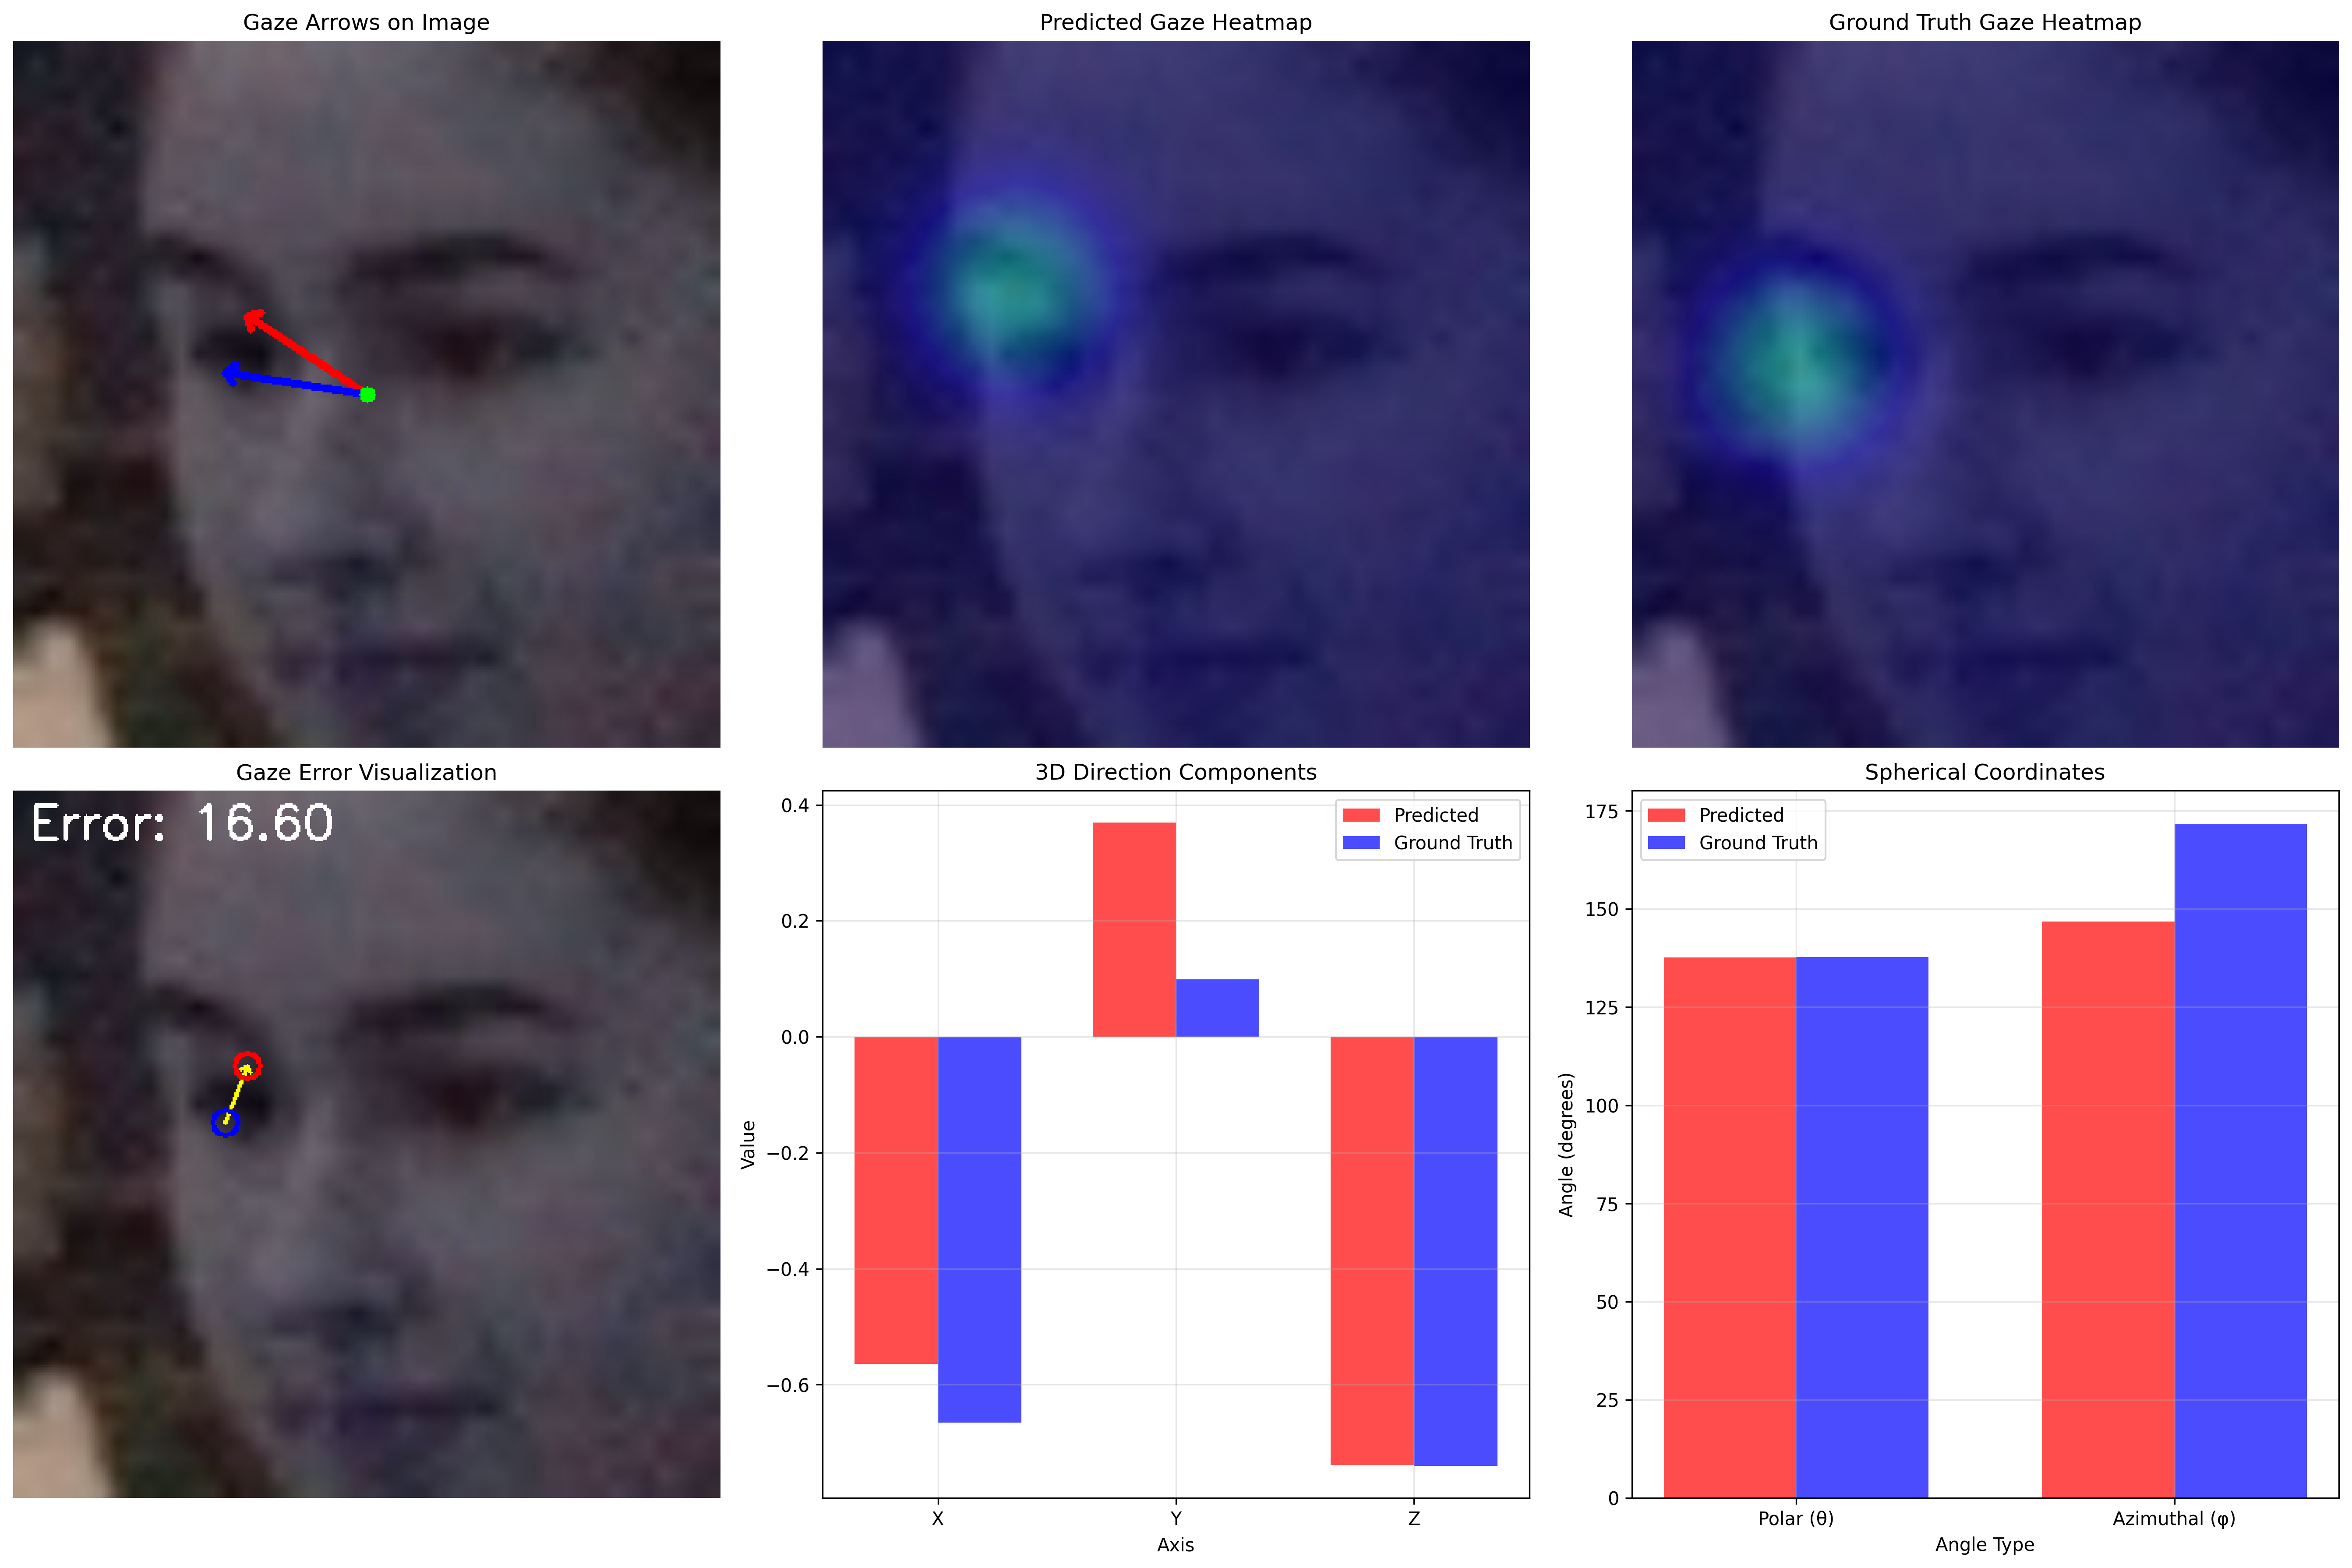 Gaze Arrows on Image
Predicted Gaze Heatmap
Ground Truth Gaze Heatmap
Gaze Error Visualization
Error: 16.60
3D Direction Components
0.4
0.2
0.0
−0.2
−0.4
−0.6
Value
Predicted
Ground Truth
X
Y
Z
Axis
Spherical Coordinates
175
150
125
100
75
50
25
0
Angle (degrees)
Predicted
Ground Truth
Polar (θ)
Azimuthal (φ)
Angle Type